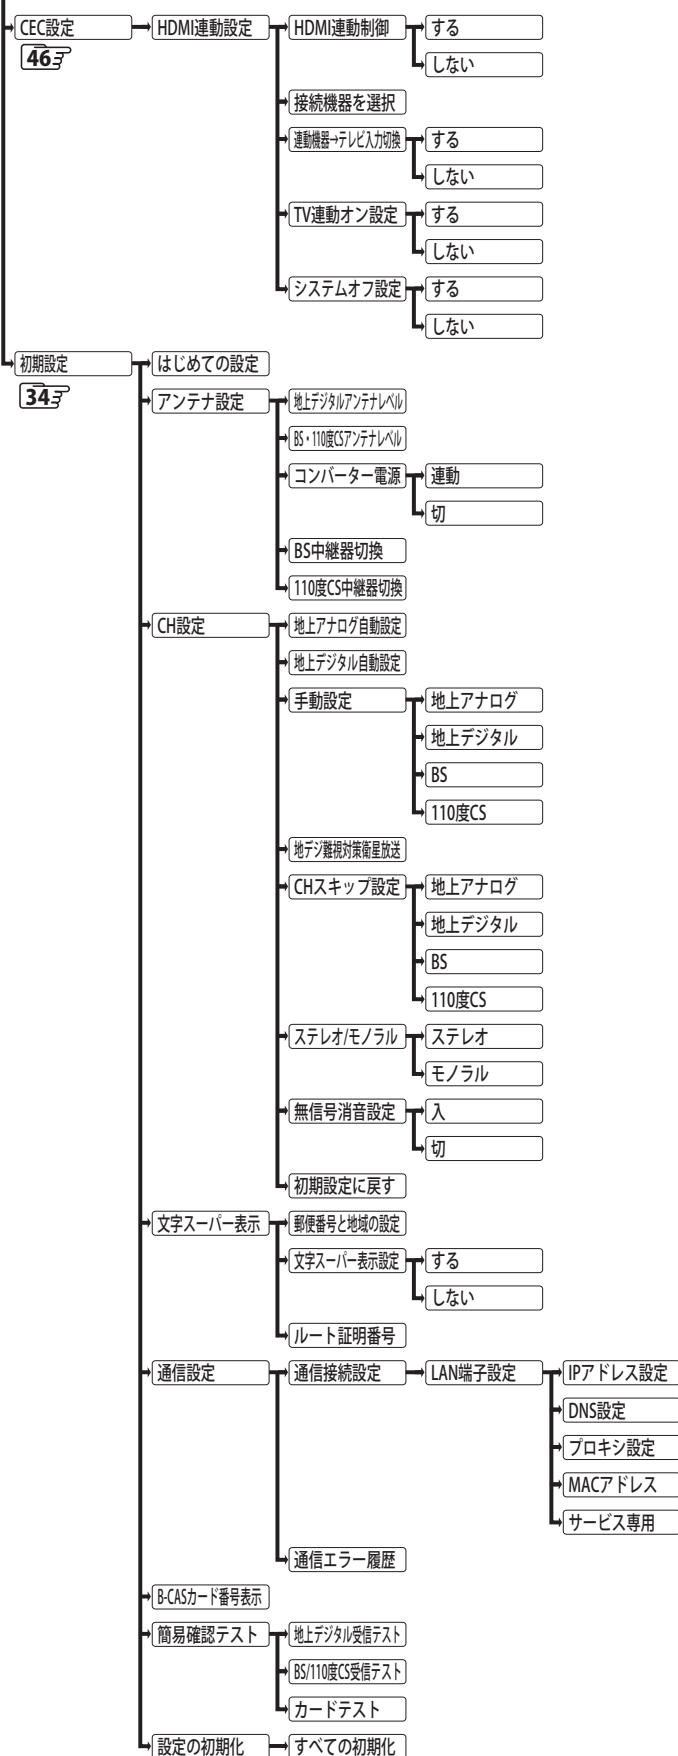 CEC設定
HDMI連動設定
HDMI連動制御
する
46
しない
接続機器を選択
連動機器→テレビ入力切換
する
しない
TV連動オン設定
する
しない
システムオフ設定
する
しない
初期設定
はじめての設定
34
アンテナ設定
地上デジタルアンテナレベル
BS・110度CSアンテナレベル
コンバーター電源
連動
切
BS中継器切換
110度CS中継器切換
CH設定
地上アナログ自動設定
地上デジタル自動設定
手動設定
地上アナログ
地上デジタル
BS
110度CS
地デジ難視対策衛星放送
CHスキップ設定
地上アナログ
地上デジタル
BS
110度CS
ステレオ/モノラル
ステレオ
モノラル
無信号消音設定
入
切
初期設定に戻す
文字スーパー表示
郵便番号と地域の設定
文字スーパー表示設定
する
しない
ルート証明番号
通信設定
通信接続設定
LAN端子設定
IPアドレス設定
DNS設定
プロキシ設定
MACアドレス
サービス専用
通信エラー履歴
B-CASカード番号表示
簡易確認テスト
地上デジタル受信テスト
BS/110度CS受信テスト
カードテスト
設定の初期化
すべての初期化